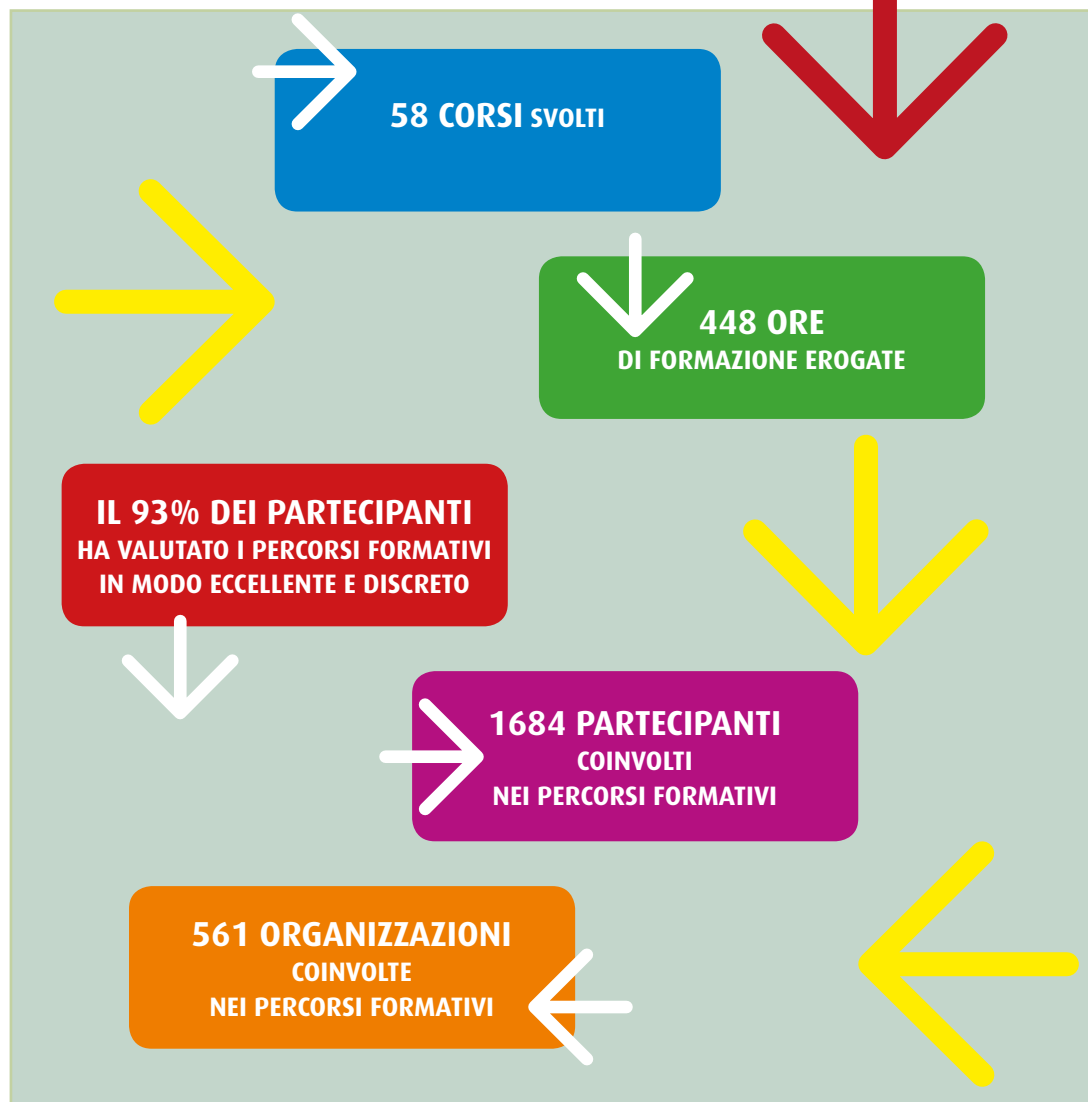 58 CORSI SVOLTI
448 ORE
DI FORMAZIONE EROGATE
IL 93% DEI PARTECIPANTI
HA VALUTATO I PERCORSI FORMATIVI
IN MODO ECCELLENTE E DISCRETO
1684 PARTECIPANTI
COINVOLTI
NEI PERCORSI FORMATIVI
561 ORGANIZZAZIONI
COINVOLTE
NEI PERCORSI FORMATIVI